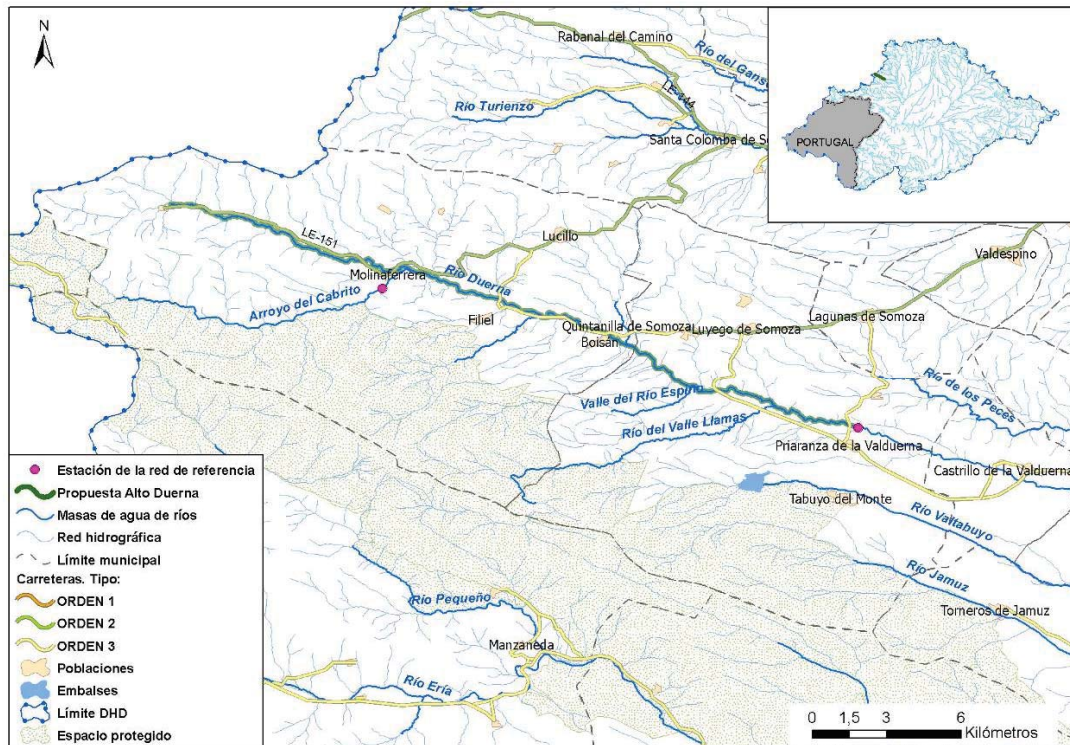 N
Rabanal del Camino
Río del Gans
LE-144
Río Turienzo
Santa Colomba de So
PORTUGAL
LE-151
Lucillo
Valdespino
Molinaferrera
Río Duerna
Arroyo del Cabrito
Filiel
Quintanilla de Somoza
Luyego de Somoza
Lagunas de Somoza
Boisán
Valle del Río Espino
Río de los Peces
Río del Valle Llamas
Priaranza de la Valduerna
Castrillo de la Valduerna
Tabuyo del Monte
Río Valtabuyo
Río Jamuz
Torneros de Jamuz
Río Pequeño
Manzaneda
Río Ería
Estación de la red de referencia
Propuesta Alto Duerna
Masas de agua de ríos
Red hidrográfica
Límite municipal
Carreteras. Tipo:
ORDEN 1
ORDEN 2
ORDEN 3
Poblaciones
Embalses
Límite DHD
Espacio protegido
0 1,5 3 6
Kilómetros